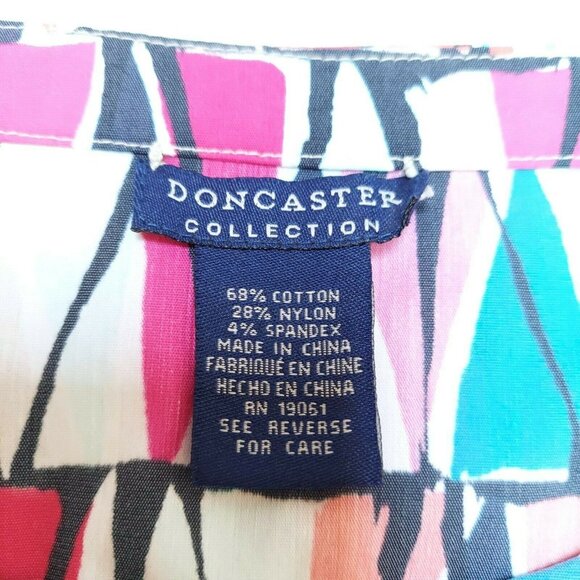 DONCASTER
COLLECTION
68% COTTON
28% NYLON
4% SPANDEX
MADE IN CHINA
FABRIQUÉ EN CHINE
HECHO EN CHINA
RN 19061
SEE REVERSE
FOR CARE